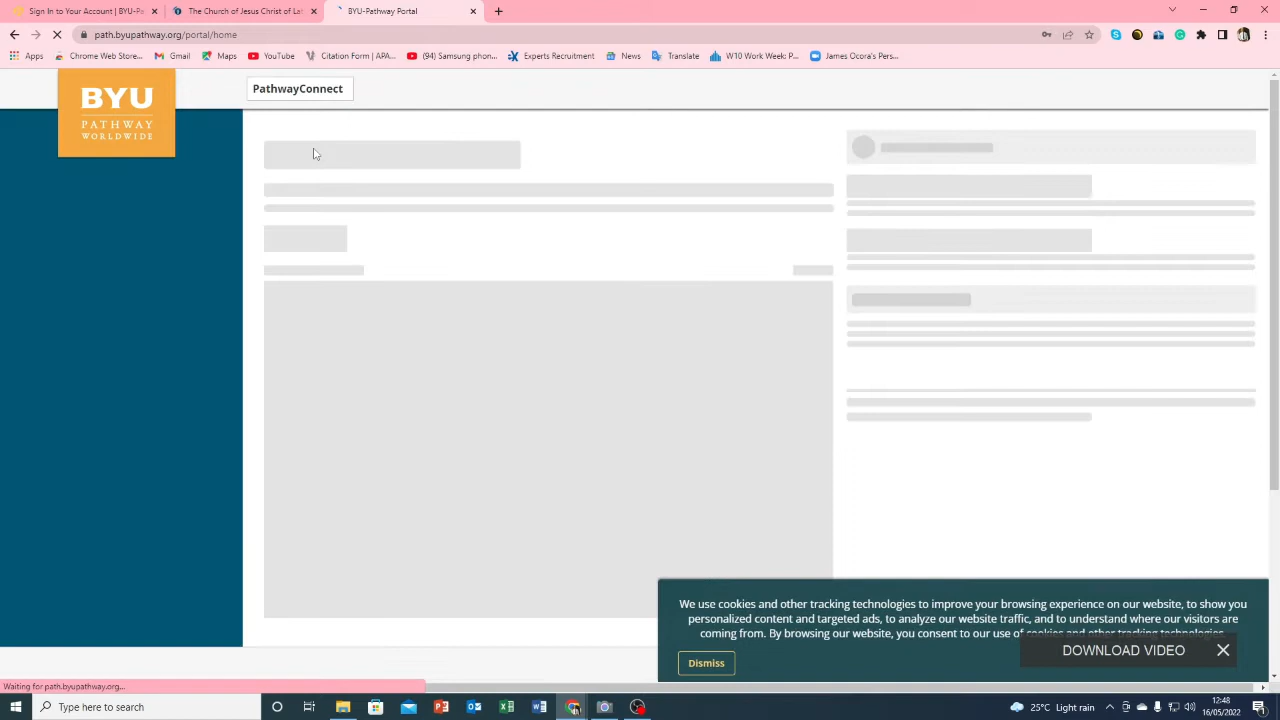 Sign In to Your Account | BYU-Pa
The Church of Jesus Christ of Lat
BYU-Pathway Portal
path.byupathway.org/portal/home
Apps
Chrome Web Store...
Gmail
Maps
YouTube
Citation Form | APA...
(94) Samsung phon...
Experts
News
Translate
W10 Work Week P...
James Ocora's Pers...
BYU
PATHWAY
WORLDWIDE
PathwayConnect
We use cookies and other tracking technologies to improve your browsing experience on our website, to show you
personalized content and targeted ads, to analyze our website traffic, and to understand where our visitors are
coming from. By browsing our website, you consent to our use of cookies and other tracking technologies.
DOWNLOAD VIDEO
Dismiss
Waiting for path.byupathway.org...
Type here to search
25°C Light rain
12:48
16/05/2022